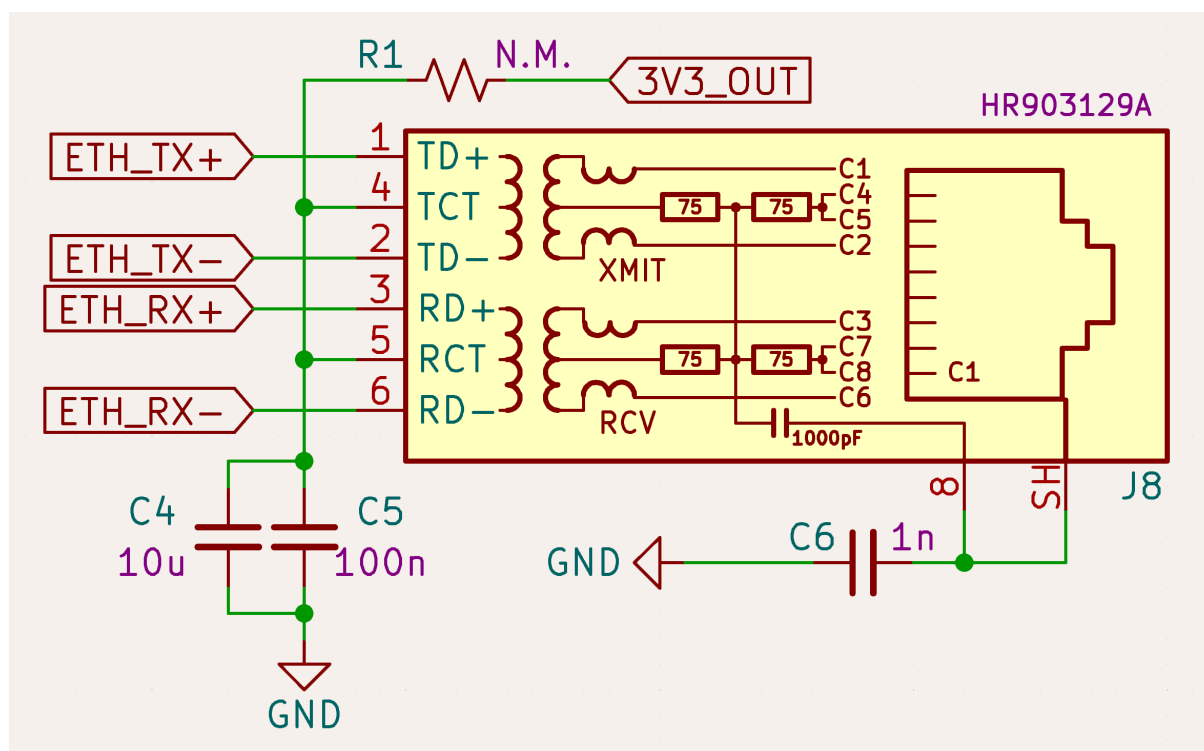 R1 N.M. 3V3_OUT
HR903129A
ETH_TX+ 1 TD+ C1
4 TCT 75 75 C4
C5
ETH_TX- 2 TD- C2
XMIT
ETH_RX+ 3 RD+ C3
5 RCT 75 75 C7
C8
C1
ETH_RX- 6 RD- C6
RCV
1000pF
8 SH J8
C4 C5
10u 100n
C6 1n
GND
GND